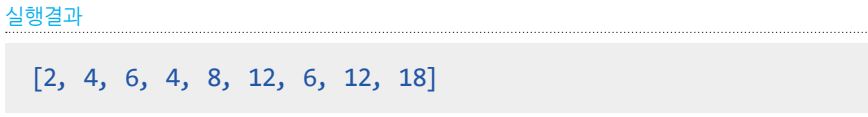 실행결과
[2, 4, 6, 4, 8, 12, 6, 12, 18]